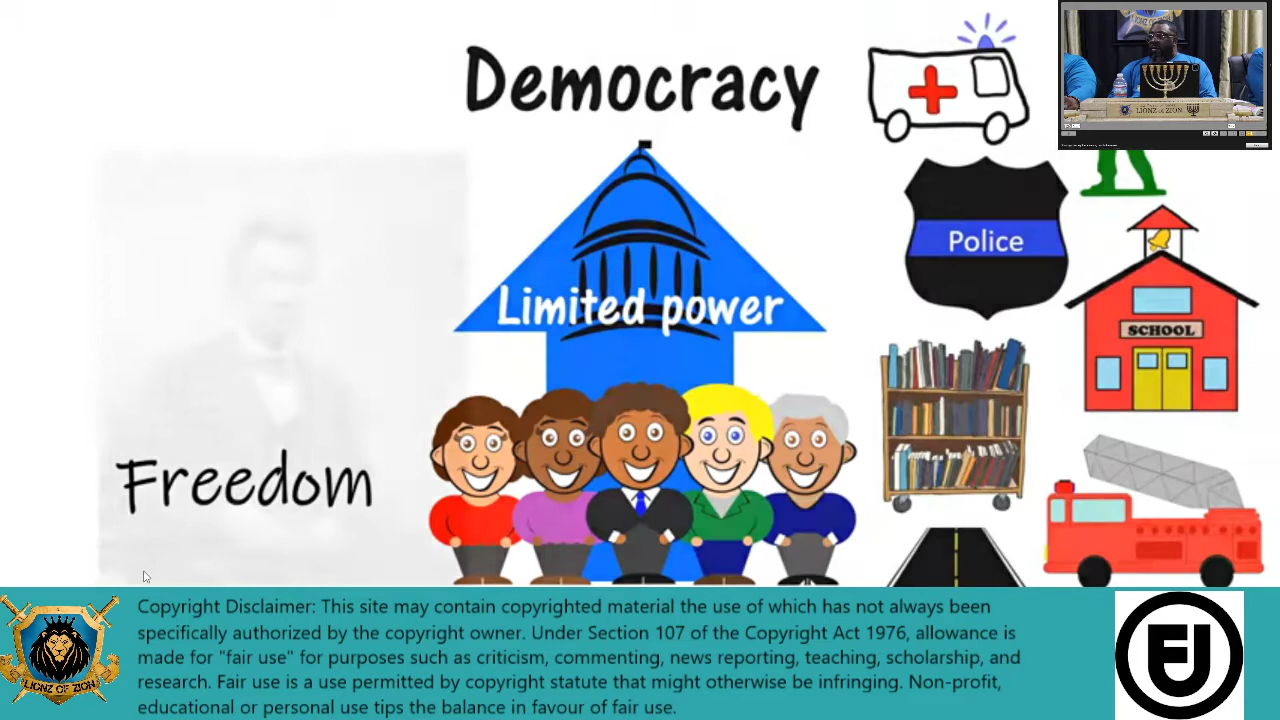 Democracy
LIONZ OF ZION
Police
Limited power
SCHOOL
Freedom
Copyright Disclaimer: This site may contain copyrighted material the use of which has not always been
specifically authorized by the copyright owner. Under Section 107 of the Copyright Act 1976, allowance is
made for "fair use" for purposes such as criticism, commenting, news reporting, teaching, scholarship, and
research. Fair use is a use permitted by copyright statute that might otherwise be infringing. Non-profit,
educational or personal use tips the balance in favour of fair use.
LIONZ OF ZION